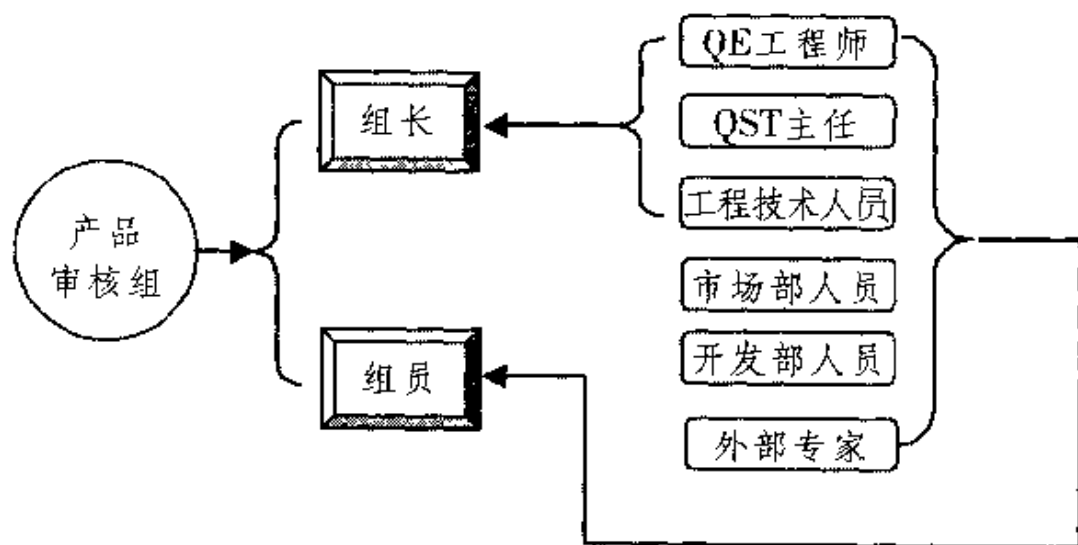 产品
审核组
组长
组员
QE工程师
QST主任
工程技术人员
市场部人员
开发部人员
外部专家